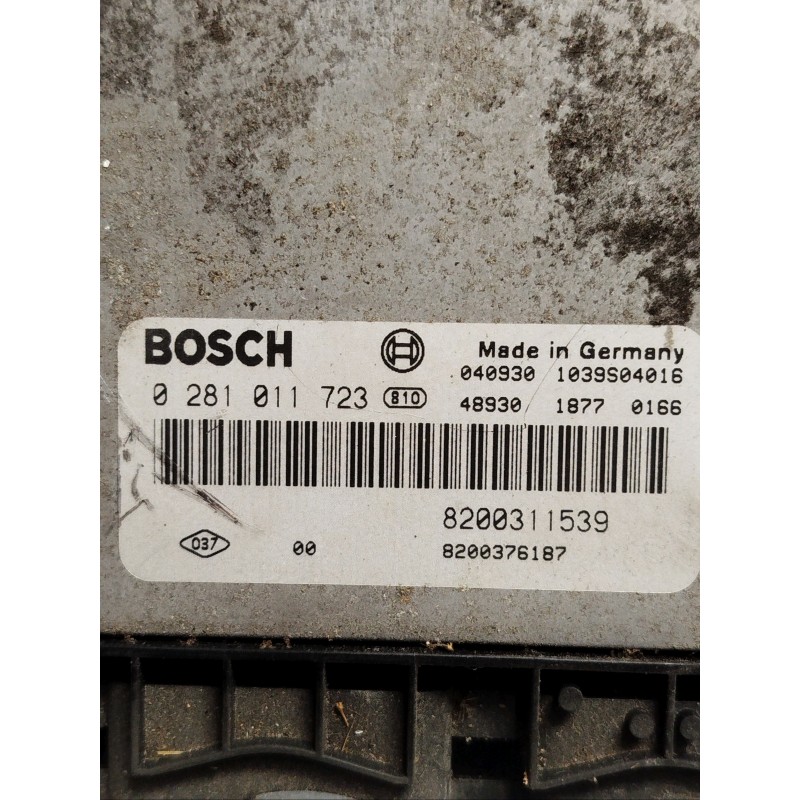 BOSCH
Made in Germany
040930 1039S04016
0 281 011 723 810
48930 1877 0166
8200311539
037 00
8200376187